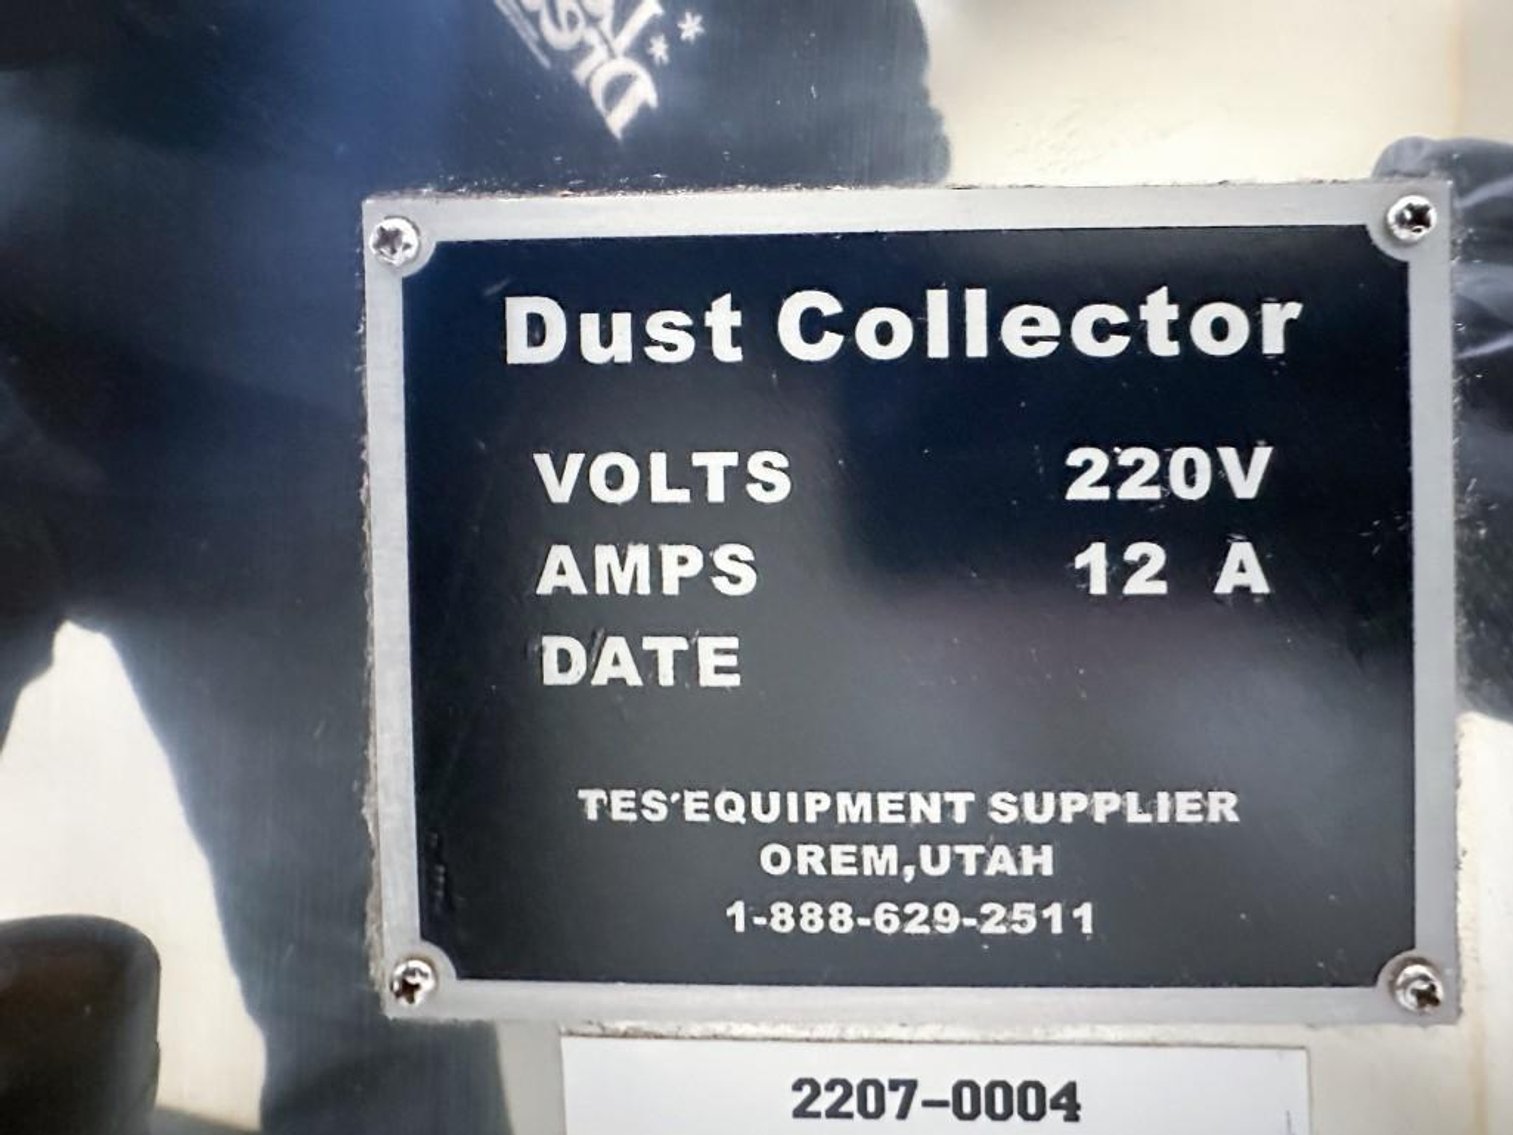 Dust Collector
VOLTS 220V
AMPS 12 A
DATE
TES'EQUIPMENT SUPPLIER
OREM,UTAH
1-888-629-2511
2207-0004